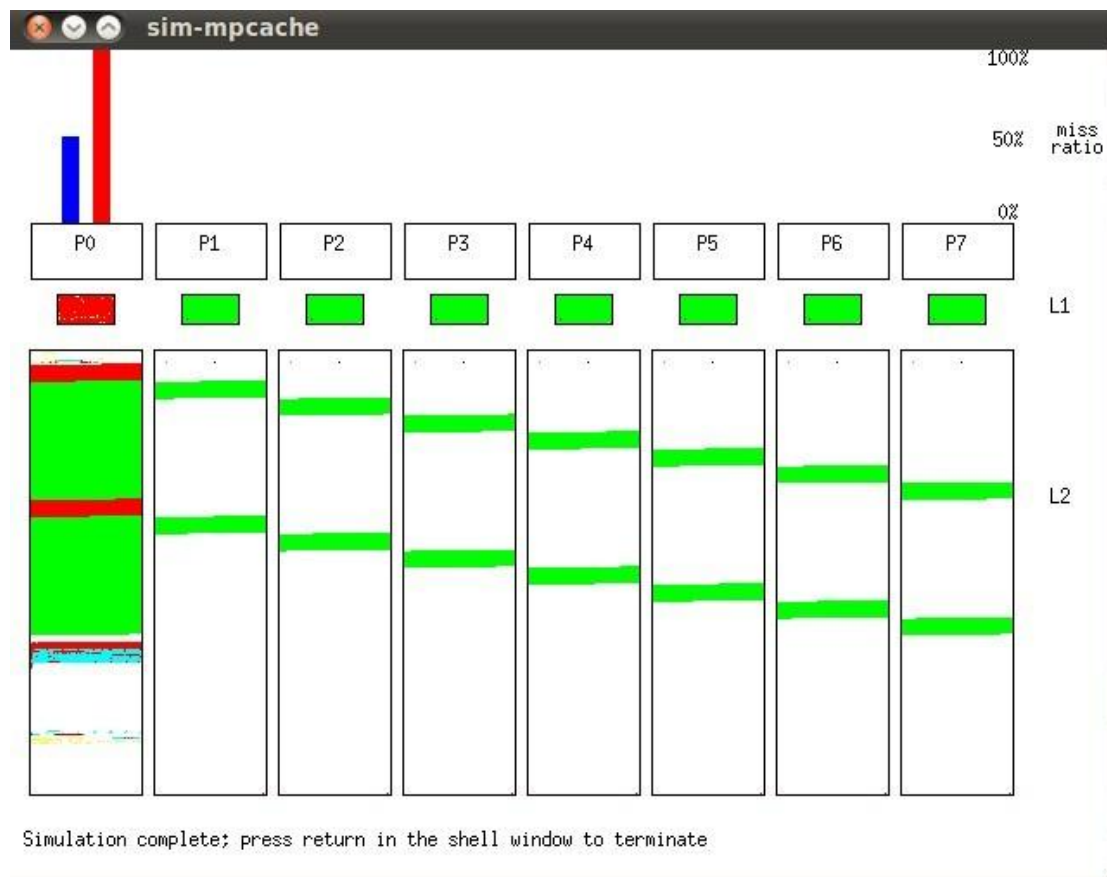 sim-mpcache
100%
50%
miss
ratio
0%
P0 P1 P2 P3 P4 P5 P6 P7
L1
L2
Simulation complete; press return in the shell window to terminate